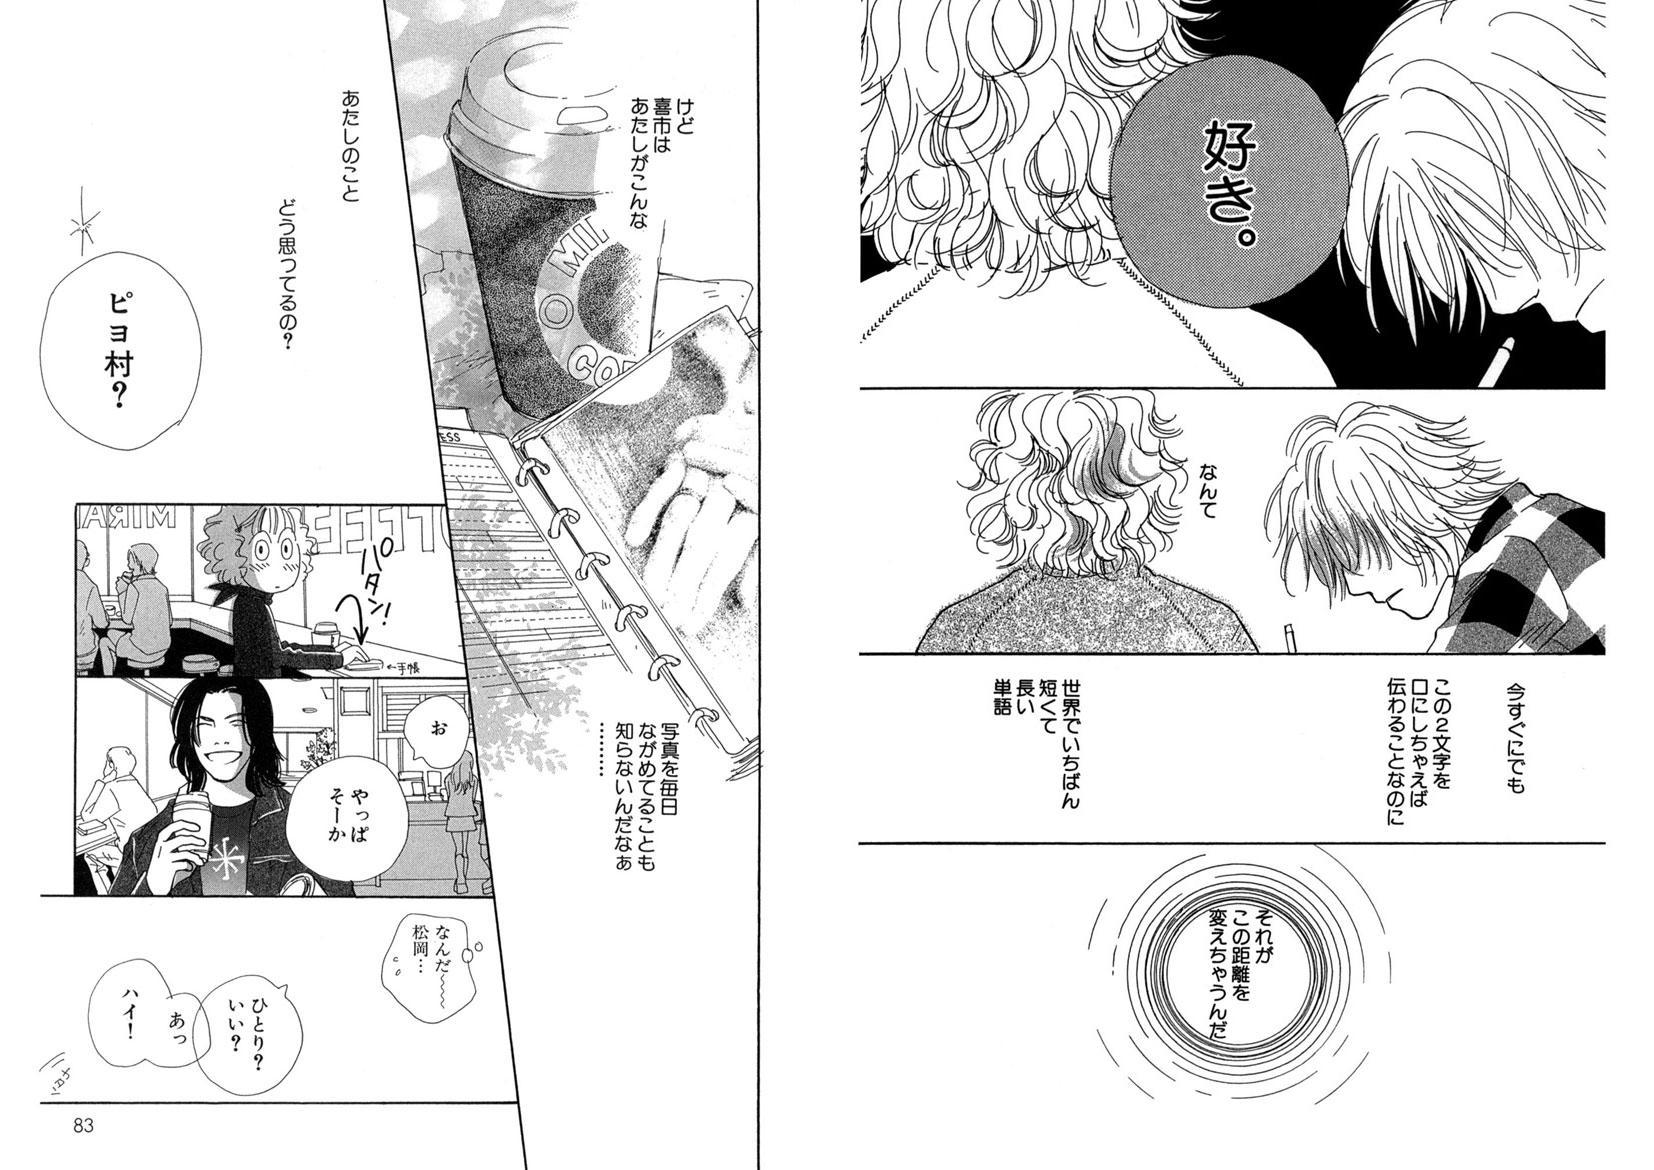 好き。
なんて
今すぐにでも
この2文字を
口にしちゃえば
伝わることなのに
世界でいちばん
短くて
長い
単語
それが
この距離を
変えちゃうんだ
けど
喜市は
あたしがこんな
写真を毎日
ながめてることも
知らないんだなぁ
………
あたしのこと
どう思ってるの?
ピヨ村?
パタン!
←手帳
お
やっぱ
そーか
なんだ〜〜〜
松岡…
ひとり?
いい?
あっ
ハイ!
83